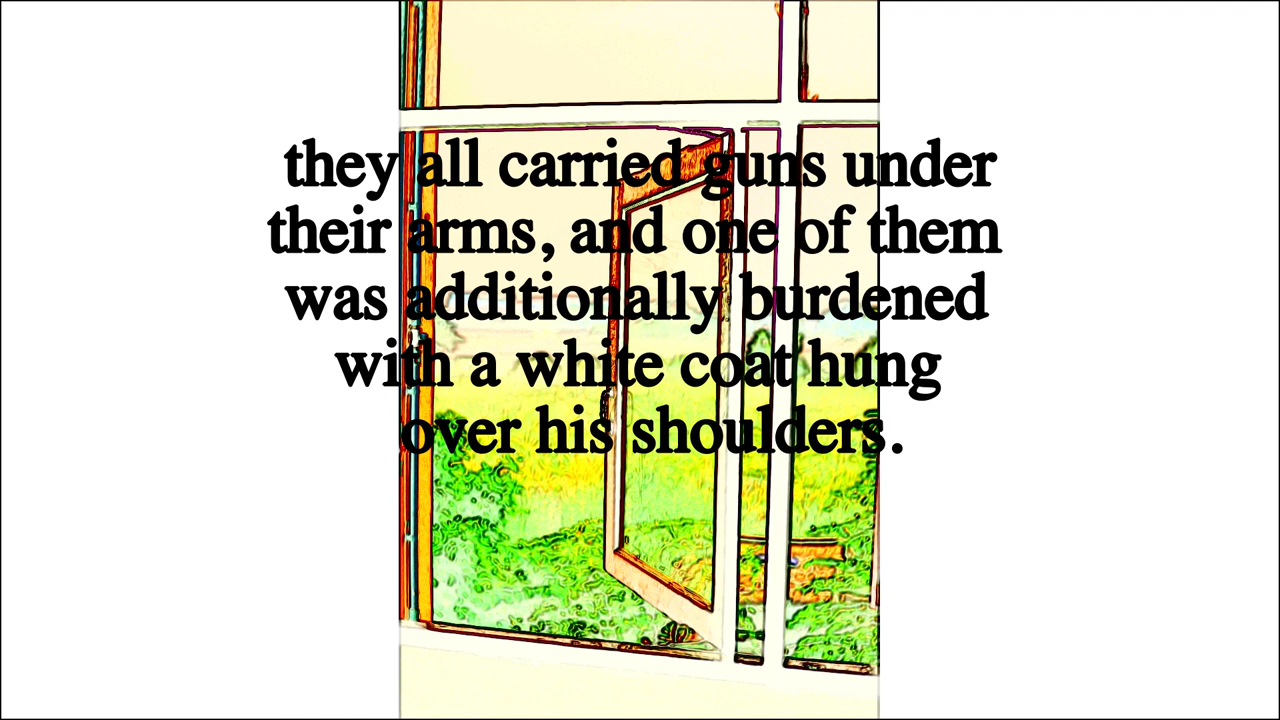 they all carried guns under
their arms, and one of them
was additionally burdened
with a white coat hung
over his shoulders.